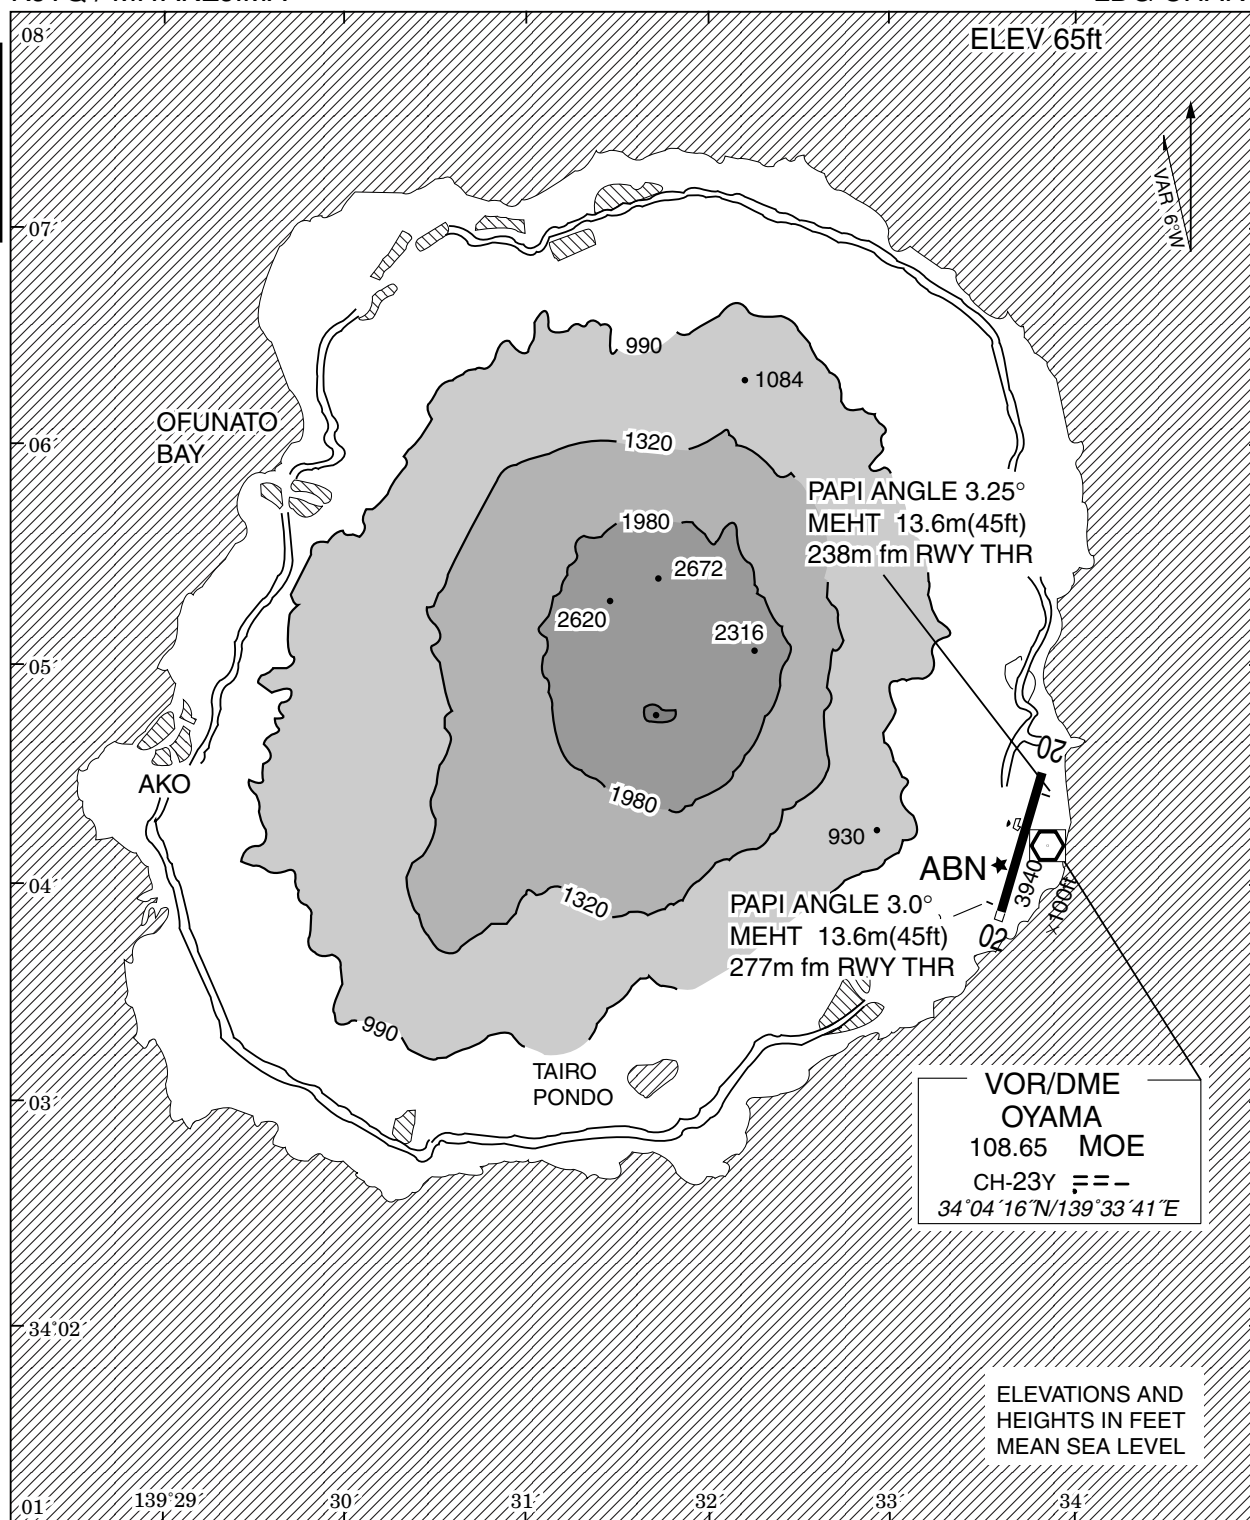 ELEV 65ft
08´
VAR 6°W
07´
990
1084
OFUNATO
BAY
06´
1320
PAPI ANGLE 3.25°
MEHT 13.6m(45ft)
238m fm RWY THR
1980
2672
2620
2316
05´
20
AKO
1980
930
ABN
04´
3940
×100ft
1320
PAPI ANGLE 3.0°
MEHT 13.6m(45ft)
277m fm RWY THR
02
990
TAIRO
PONDO
03´
VOR/DME
OYAMA
108.65 MOE
CH-23Y
34°04´16˝N/139°33´41˝E
34°02´
ELEVATIONS AND
HEIGHTS IN FEET
MEAN SEA LEVEL
01´
139°29´
30´
31´
32´
33´
34´